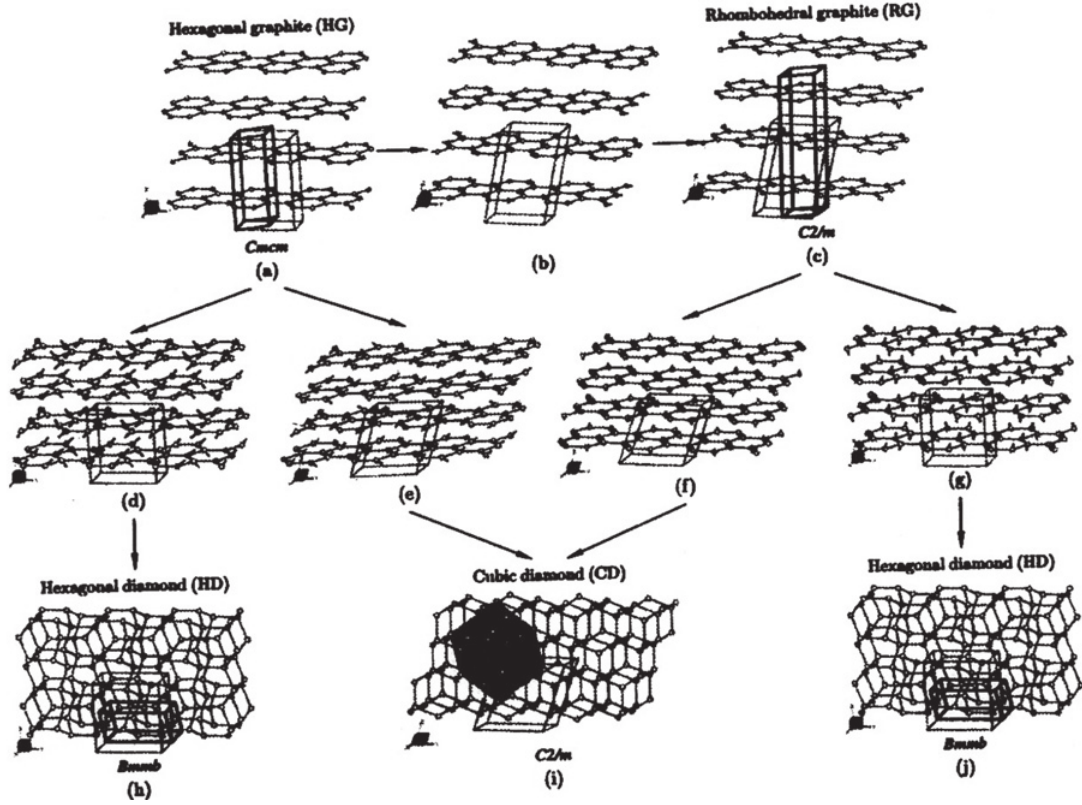 Hexagonal graphite (HG)
Rhombohedral graphite (RG)
Cmcm
C2/m
(a)
(b)
(c)
(d)
(e)
(f)
(g)
Hexagonal diamond (HD)
Cubic diamond (CD)
Hexagonal diamond (HD)
Bmmb
C2/m
Bmmb
(h)
(i)
(j)